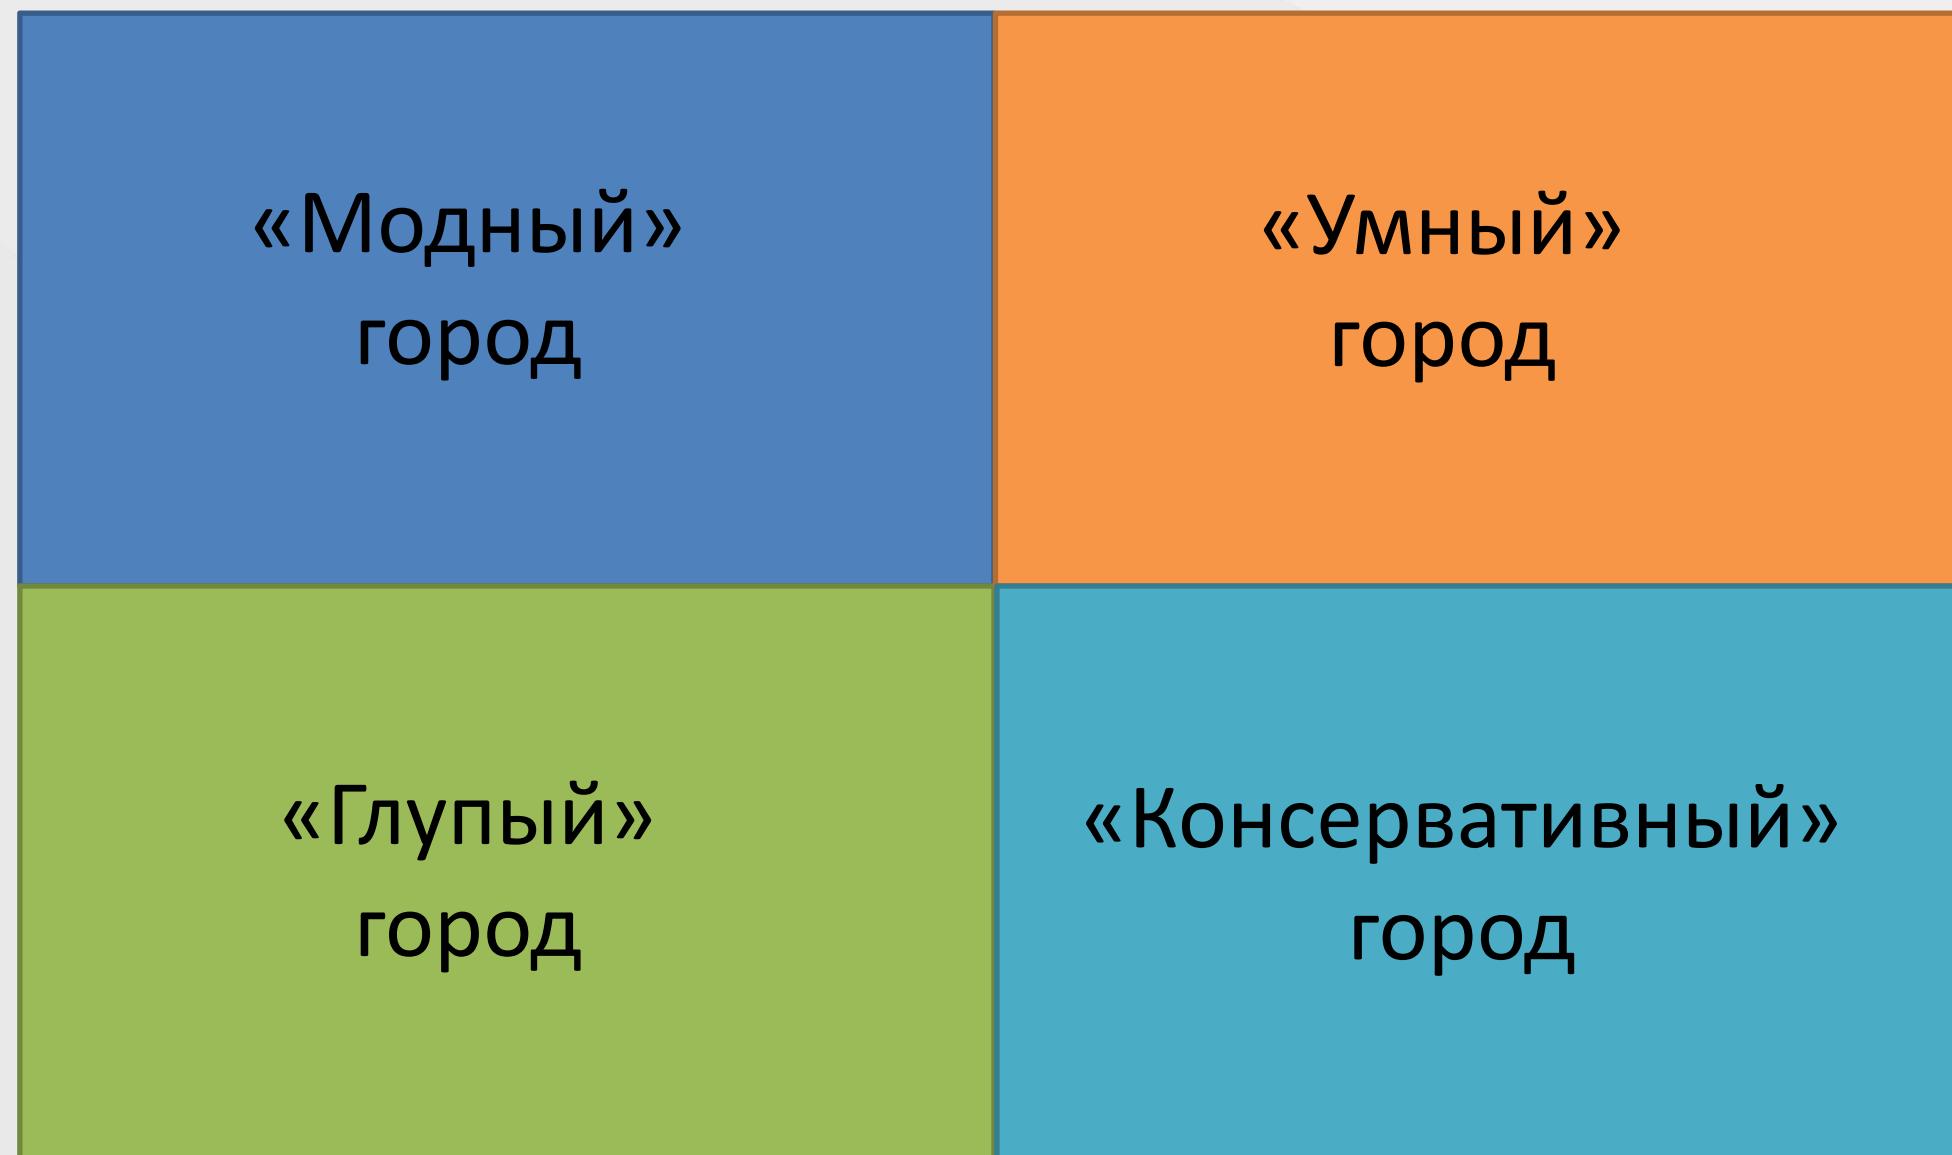 «Модный»
город
«Умный»
город
«Глупый»
город
«Консервативный»
город